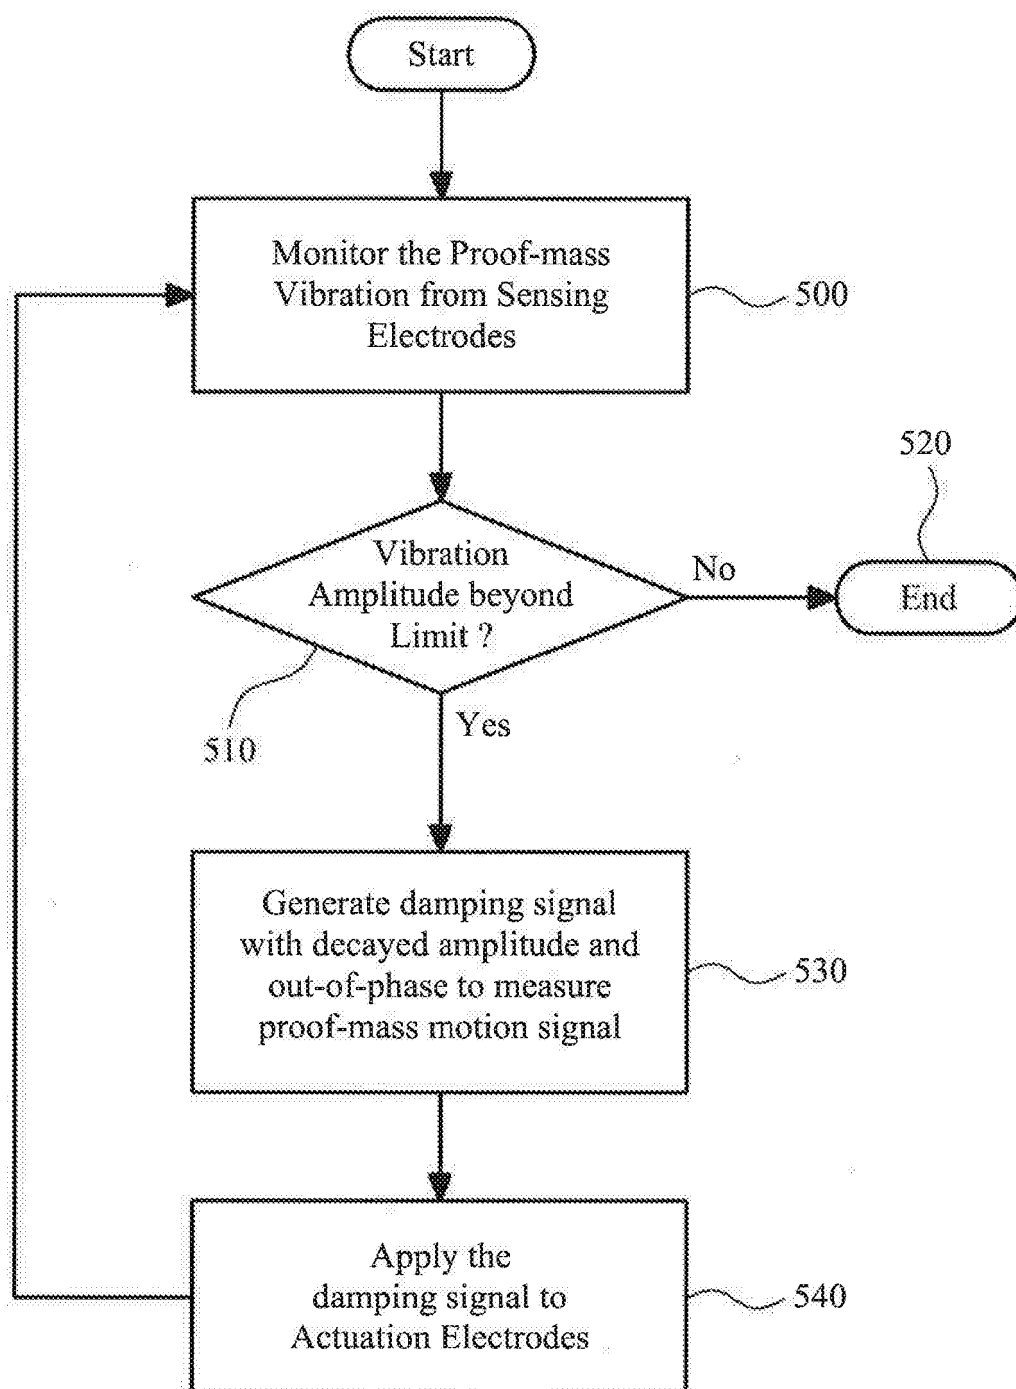 Start
Monitor the Proof-mass
Vibration from Sensing
Electrodes
500
520
Vibration
Amplitude beyond
Limit ?
No
End
510
Yes
Generate damping signal
with decayed amplitude and
out-of-phase to measure
proof-mass motion signal
530
Apply the
damping signal to
Actuation Electrodes
540